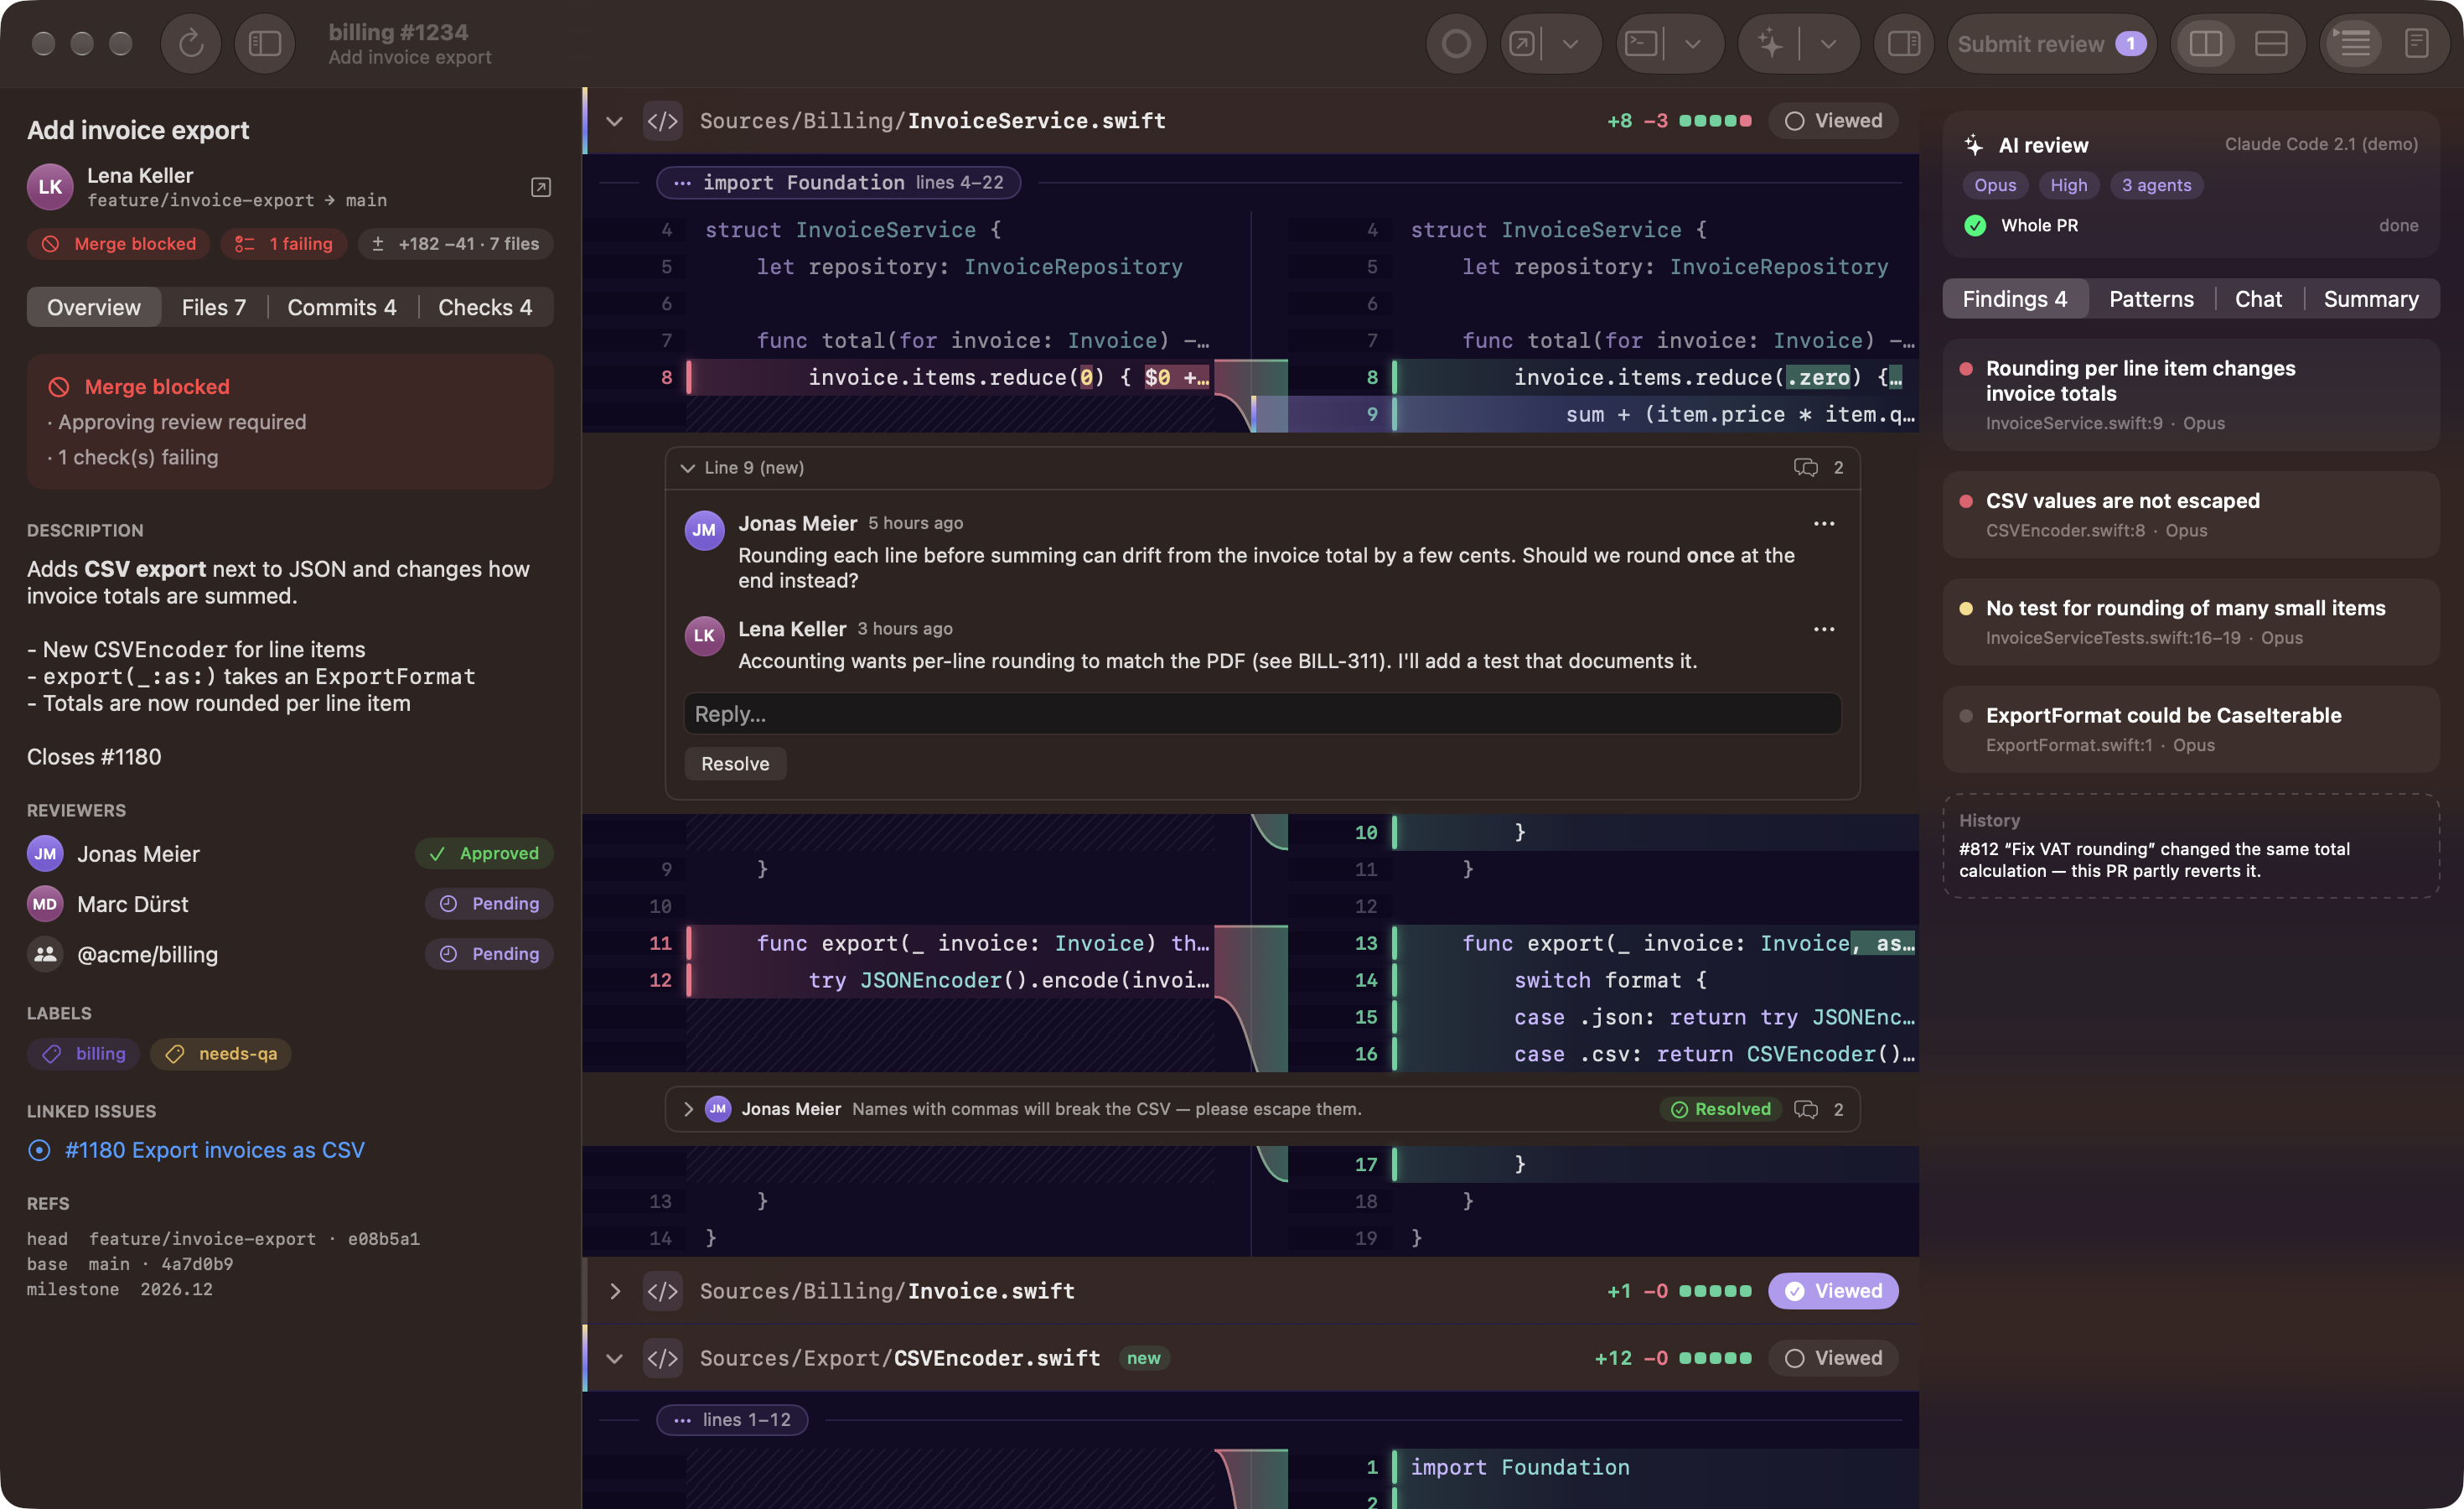 billing #1234
Add invoice export
Submit review 1
Add invoice export
LK
Lena Keller
feature/invoice-export → main
Merge blocked
1 failing
± +182 −41 · 7 files
Overview
Files 7
Commits 4
Checks 4
Merge blocked
· Approving review required
· 1 check(s) failing
DESCRIPTION
Adds CSV export next to JSON and changes how
invoice totals are summed.
- New CSVEncoder for line items
- export(_:as:) takes an ExportFormat
- Totals are now rounded per line item
Closes #1180
REVIEWERS
JM Jonas Meier Approved
MD Marc Dürst Pending
@acme/billing Pending
LABELS
billing
needs-qa
LINKED ISSUES
#1180 Export invoices as CSV
REFS
head feature/invoice-export · e08b5a1
base main · 4a7d0b9
milestone 2026.12
</> Sources/Billing/InvoiceService.swift +8 −3 Viewed
··· import Foundation lines 4–22
4 struct InvoiceService {
5 let repository: InvoiceRepository
6
7 func total(for invoice: Invoice) –…
8 invoice.items.reduce(0) { $0 +…
4 struct InvoiceService {
5 let repository: InvoiceRepository
6
7 func total(for invoice: Invoice) –…
8 invoice.items.reduce(.zero) {…
9 sum + (item.price * item.q…
Line 9 (new) 2
JM Jonas Meier 5 hours ago
Rounding each line before summing can drift from the invoice total by a few cents. Should we round once at the
end instead?
LK Lena Keller 3 hours ago
Accounting wants per-line rounding to match the PDF (see BILL-311). I'll add a test that documents it.
Reply...
Resolve
9 }
10
11 func export(_ invoice: Invoice) th…
12 try JSONEncoder().encode(invoi…
10 }
11 }
12
13 func export(_ invoice: Invoice, as…
14 switch format {
15 case .json: return try JSONEnc…
16 case .csv: return CSVEncoder()…
JM Jonas Meier Names with commas will break the CSV — please escape them. Resolved 2
13 }
14 }
17 }
18 }
19 }
</> Sources/Billing/Invoice.swift +1 −0 Viewed
</> Sources/Export/CSVEncoder.swift new +12 −0 Viewed
··· lines 1–12
1 import Foundation
2
AI review Claude Code 2.1 (demo)
Opus
High
3 agents
Whole PR done
Findings 4
Patterns
Chat
Summary
Rounding per line item changes
invoice totals
InvoiceService.swift:9 · Opus
CSV values are not escaped
CSVEncoder.swift:8 · Opus
No test for rounding of many small items
InvoiceServiceTests.swift:16–19 · Opus
ExportFormat could be CaseIterable
ExportFormat.swift:1 · Opus
History
#812 “Fix VAT rounding” changed the same total
calculation — this PR partly reverts it.